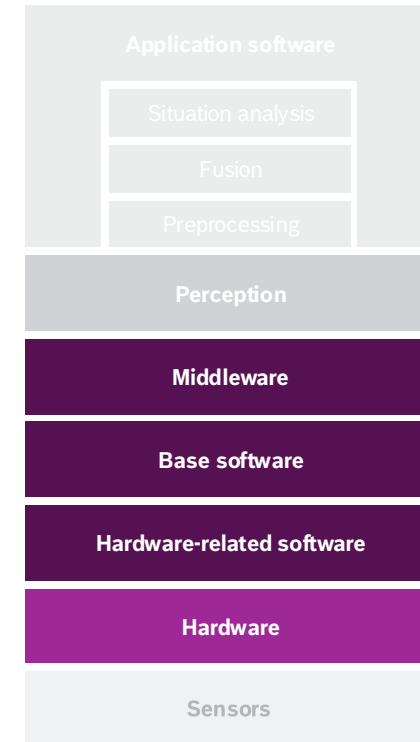 Application software
Situation analysis
Fusion
Preprocessing
Perception
Middleware
Base software
Hardware-related software
Hardware
Sensors